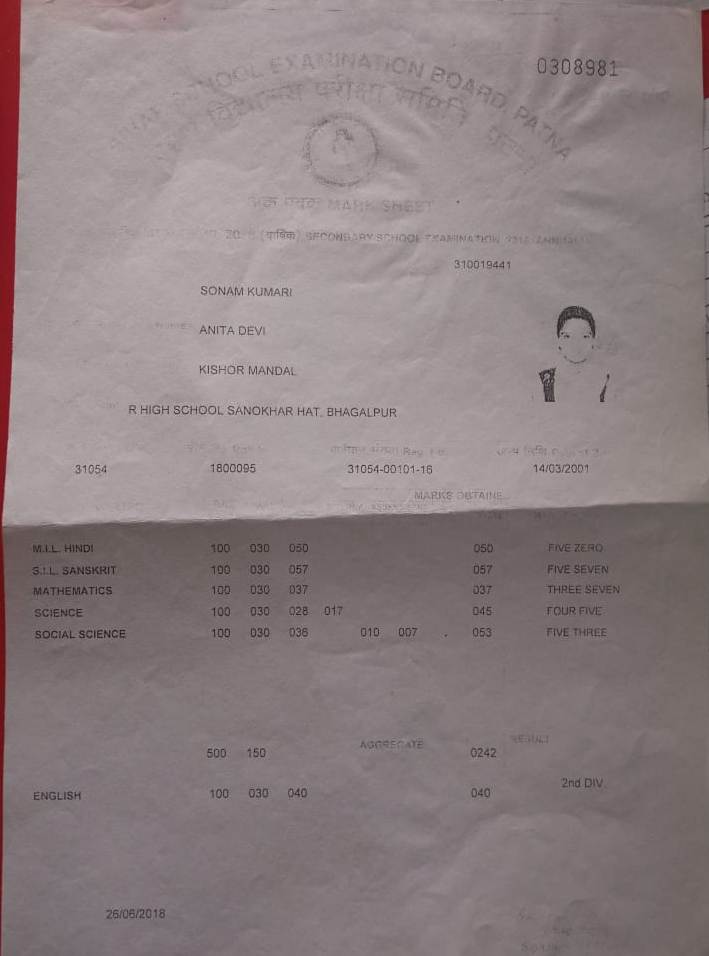 0308981
SCHOOL EXAMINATION BOARD, PATNA
विद्यालय परीक्षा समिति
MARK SHEET
(वार्षिक) SECONDARY SCHOOL EXAMINATION
310019441
SONAM KUMARI
ANITA DEVI
KISHOR MANDAL
R HIGH SCHOOL SANOKHAR HAT, BHAGALPUR
31054 1800095 31054-00101-16 14/03/2001
MARKS OBTAINE
M.I.L. HINDI 100 030 050 050 FIVE ZERO
S.I.L. SANSKRIT 100 030 057 057 FIVE SEVEN
MATHEMATICS 100 030 037 037 THREE SEVEN
SCIENCE 100 030 028 017 045 FOUR FIVE
SOCIAL SCIENCE 100 030 036 010 007 . 053 FIVE THREE
AGGREGATE RESULT
500 150 0242
2nd DIV.
ENGLISH 100 030 040 040
26/06/2018